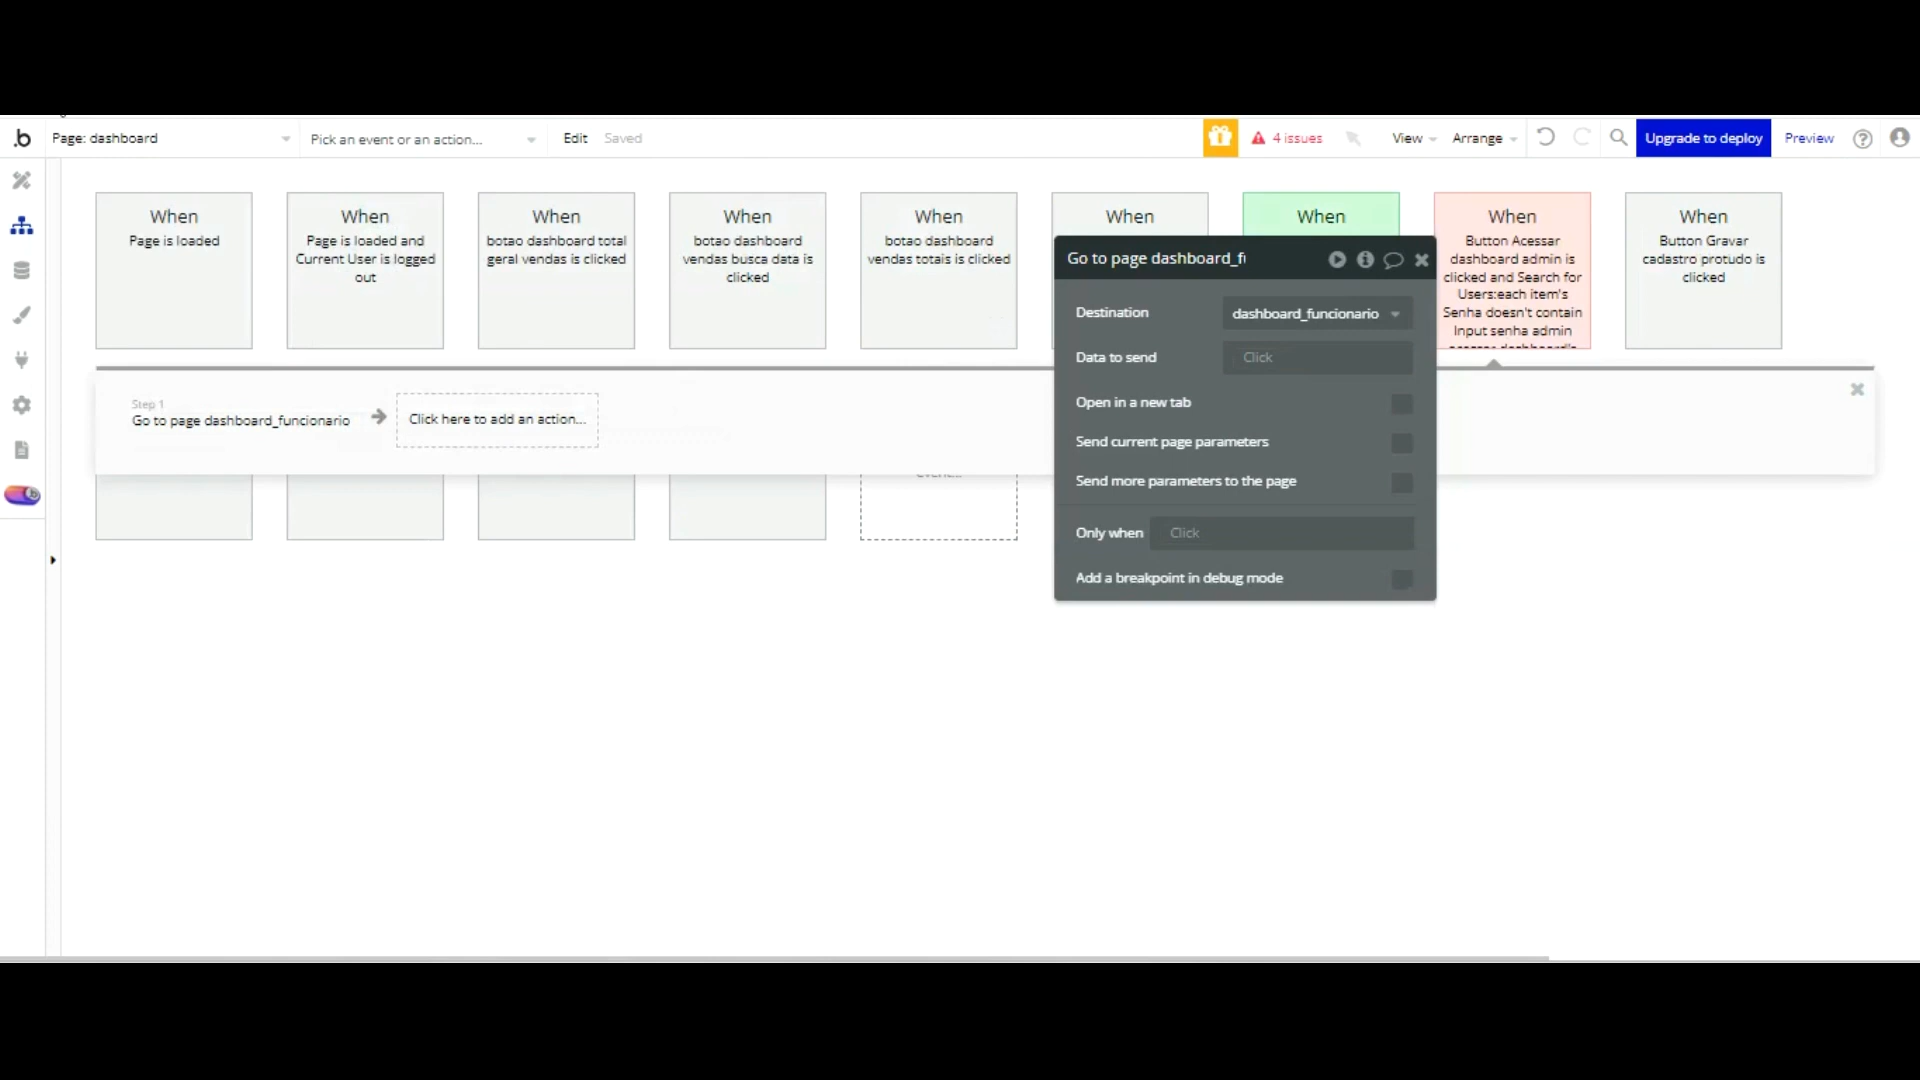 .b Page: dashboard Pick an event or an action... Edit Saved 4 issues View Arrange Upgrade to deploy Preview
When
Page is loaded
When
Page is loaded and
Current User is logged
out
When
botao dashboard total
geral vendas is clicked
When
botao dashboard
vendas busca data is
clicked
When
botao dashboard
vendas totais is clicked
When
When
When
Button Acessar
dashboard admin is
clicked and Search for
Users:each item's
Senha doesn't contain
Input senha admin
When
Button Gravar
cadastro protudo is
clicked
Go to page dashboard_fu
Destination dashboard_funcionario
Data to send Click
Open in a new tab
Send current page parameters
Send more parameters to the page
Only when Click
Add a breakpoint in debug mode
Step 1
Go to page dashboard_funcionario
Click here to add an action...